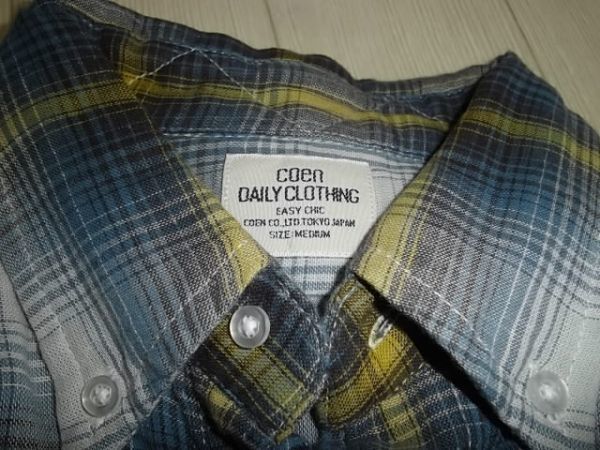 coen
DAILY CLOTHING
EASY CHIC
COEN CO.,LTD.TOKYO JAPAN
SIZE:MEDIUM